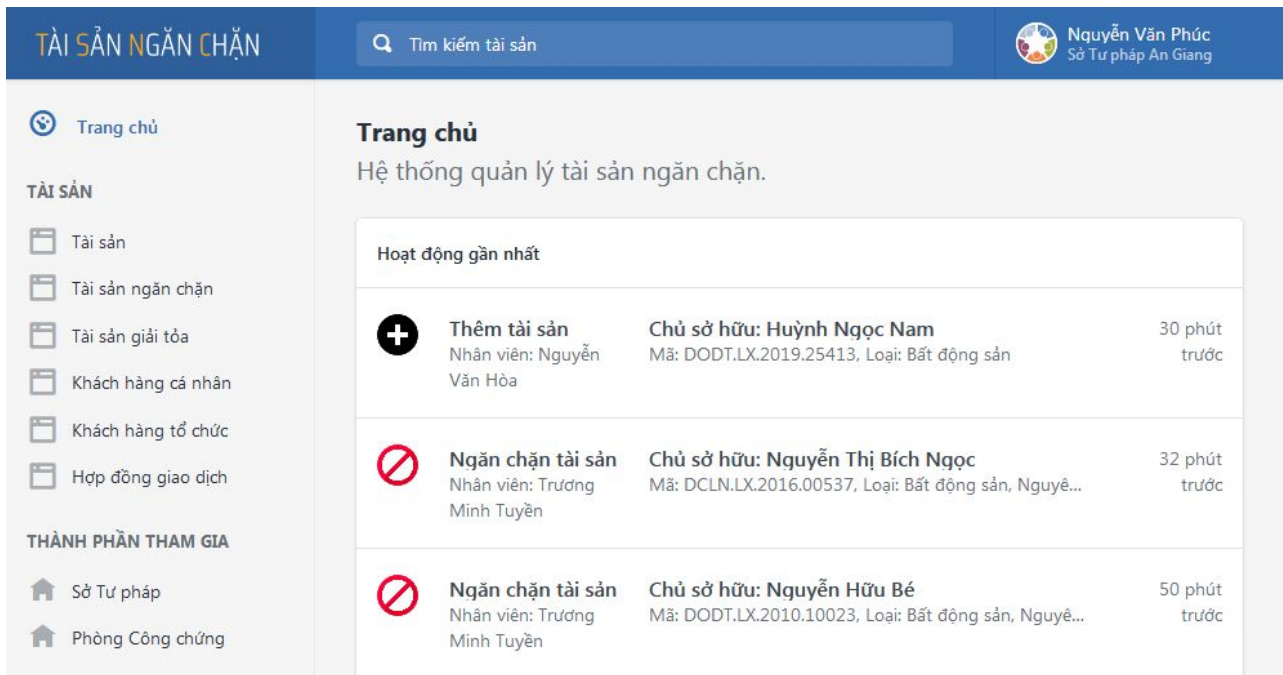 TÀI SẢN NGĂN CHẶN
Tìm kiếm tài sản
Nguyễn Văn Phúc
Sở Tư pháp An Giang
Trang chủ
TÀI SẢN
Tài sản
Tài sản ngăn chặn
Tài sản giải tỏa
Khách hàng cá nhân
Khách hàng tổ chức
Hợp đồng giao dịch
THÀNH PHẦN THAM GIA
Sở Tư pháp
Phòng Công chứng
Trang chủ
Hệ thống quản lý tài sản ngăn chặn.
Hoạt động gần nhất
Thêm tài sản
Nhân viên: Nguyễn
Văn Hòa
Chủ sở hữu: Huỳnh Ngọc Nam
Mã: DODT.LX.2019.25413, Loại: Bất động sản
30 phút
trước
Ngăn chặn tài sản
Nhân viên: Trương
Minh Tuyền
Chủ sở hữu: Nguyễn Thị Bích Ngọc
Mã: DCLN.LX.2016.00537, Loại: Bất động sản, Nguyê...
32 phút
trước
Ngăn chặn tài sản
Nhân viên: Trương
Minh Tuyền
Chủ sở hữu: Nguyễn Hữu Bé
Mã: DODT.LX.2010.10023, Loại: Bất động sản, Nguyê...
50 phút
trước